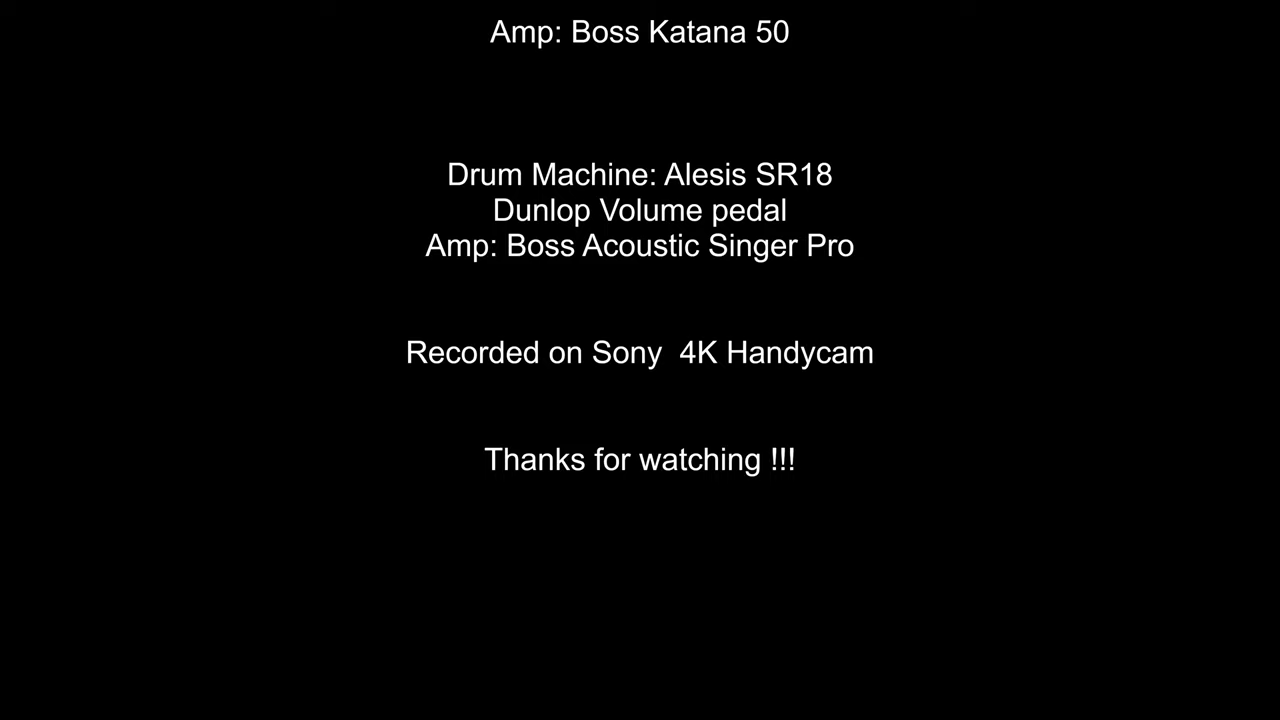 Amp: Boss Katana 50
Drum Machine: Alesis SR18
Dunlop Volume pedal
Amp: Boss Acoustic Singer Pro
Recorded on Sony  4K Handycam
Thanks for watching !!!